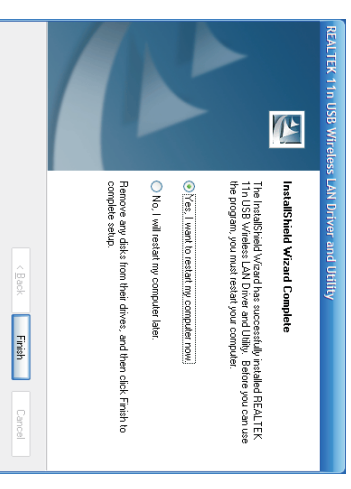 REALTEK 11n USB Wireless LAN Driver and Utility
InstallShield Wizard Complete
The InstallShield Wizard has successfully installed REALTEK
11n USB Wireless LAN Driver and Utility. Before you can use
the program, you must restart your computer.
Yes, I want to restart my computer now.
No, I will restart my computer later.
Remove any disks from their drives, and then click Finish to
complete setup.
< Back
Finish
Cancel